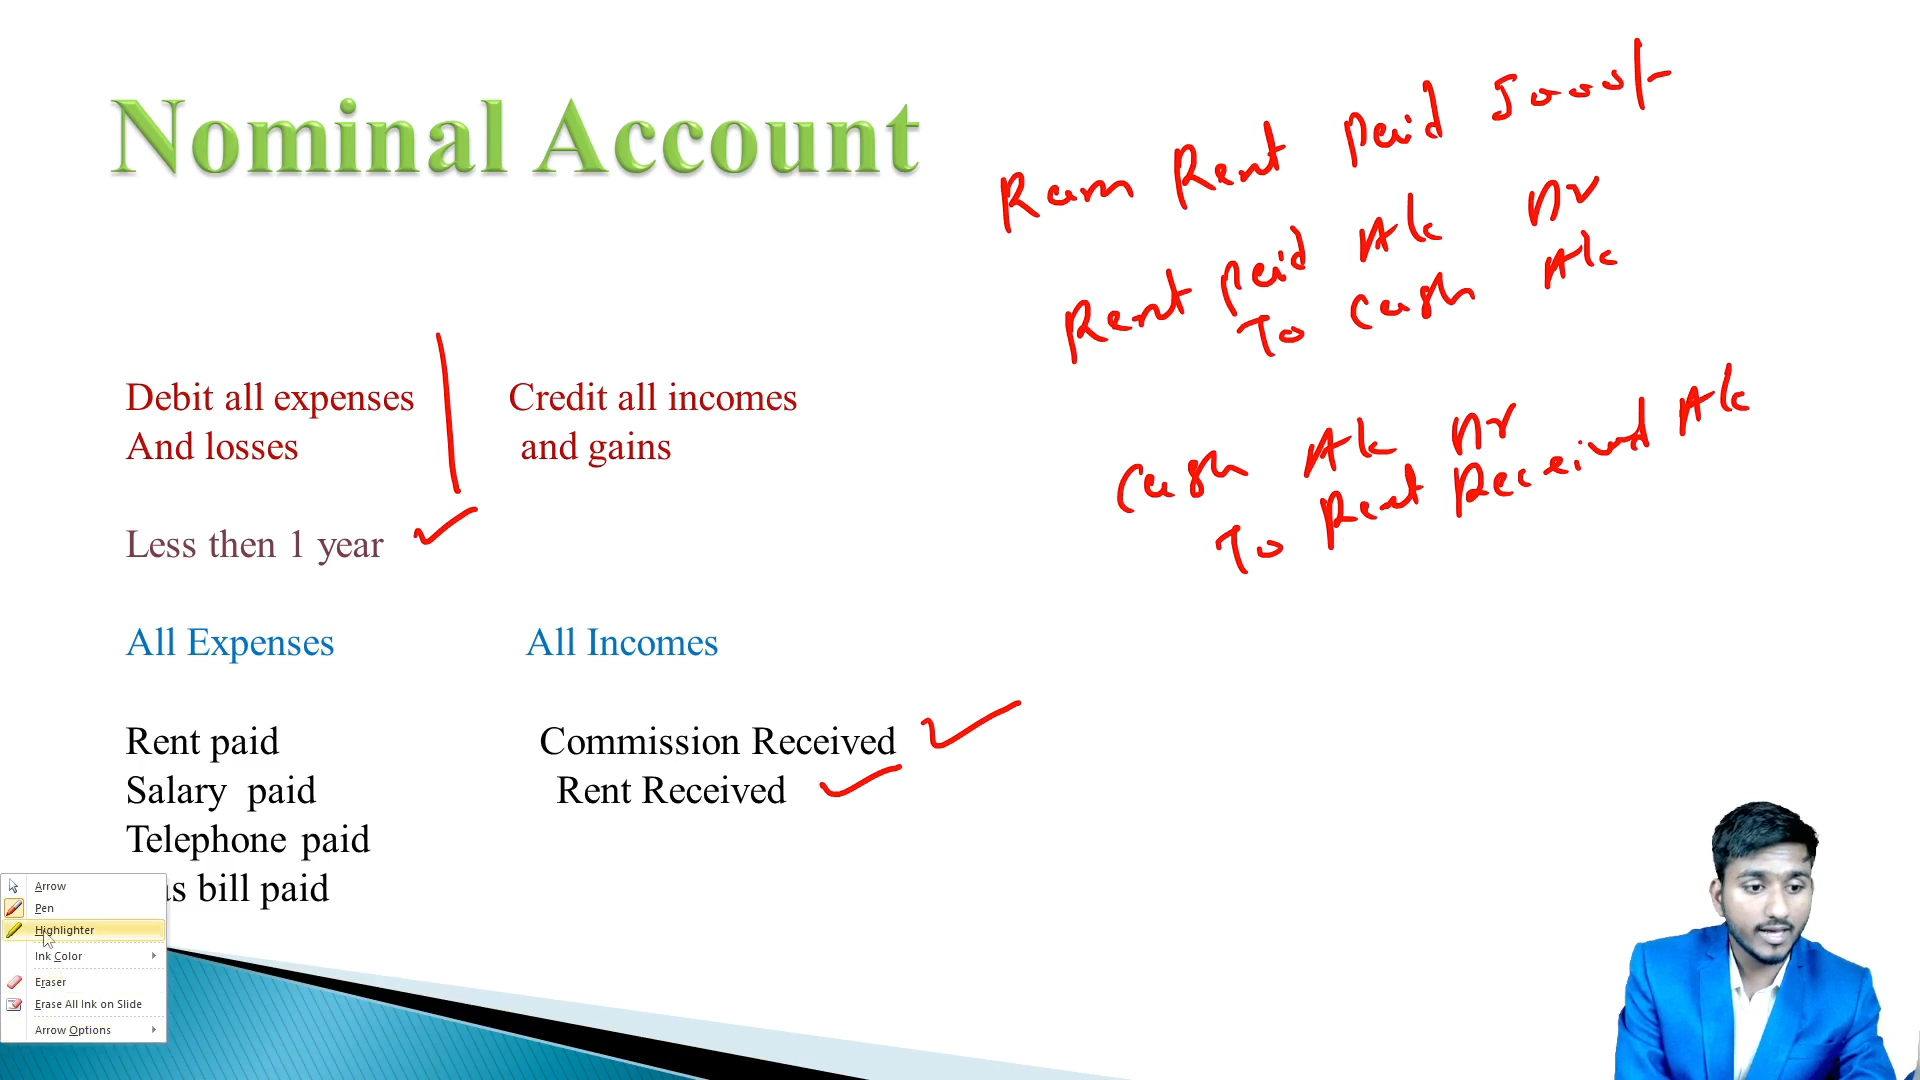 Nominal Account
Ram Rent Paid 5000/-
Rent paid A/c Dr
To Cash A/c
Debit all expenses Credit all incomes
And losses and gains
Cash A/c Dr
To Rent Received A/c
Less then 1 year
All Expenses All Incomes
Rent paid Commission Received
Salary paid Rent Received
Telephone paid
as bill paid
Arrow
Pen
Highlighter
Ink Color
Eraser
Erase All Ink on Slide
Arrow Options